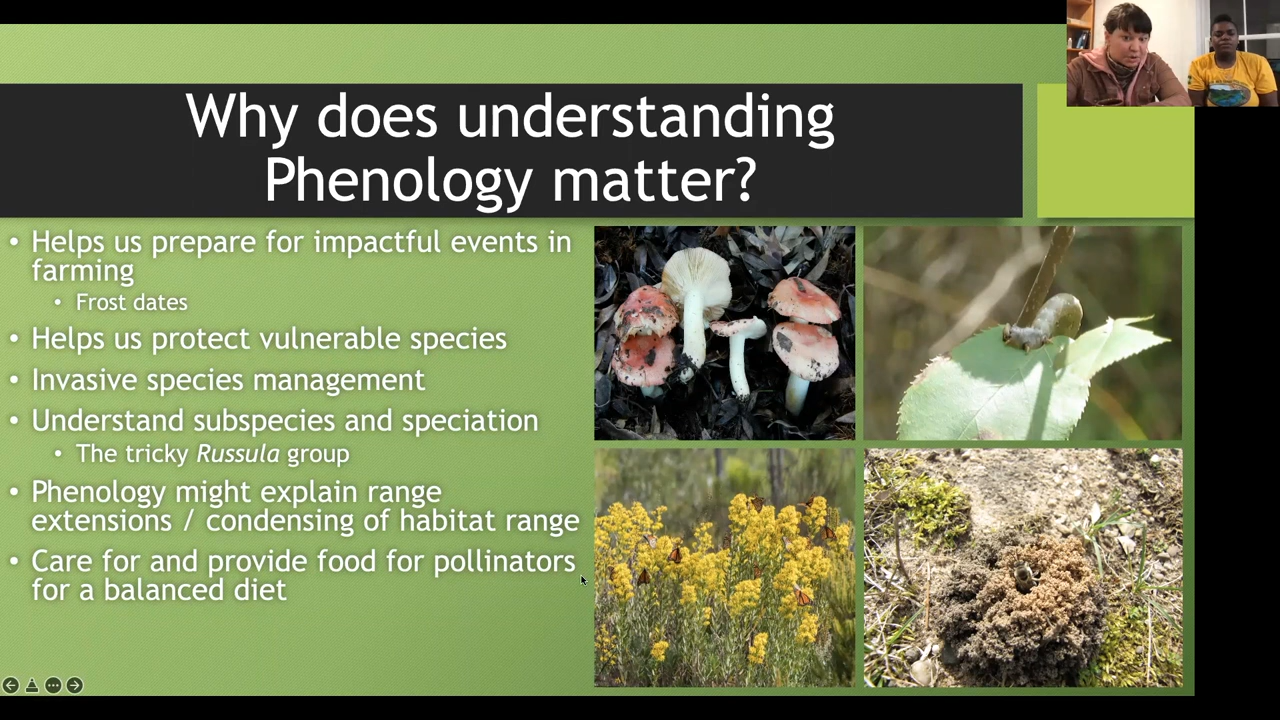 Why does understanding
Phenology matter?
• Helps us prepare for impactful events in
farming
• Frost dates
• Helps us protect vulnerable species
• Invasive species management
• Understand subspecies and speciation
• The tricky Russula group
• Phenology might explain range
extensions / condensing of habitat range
• Care for and provide food for pollinators
for a balanced diet